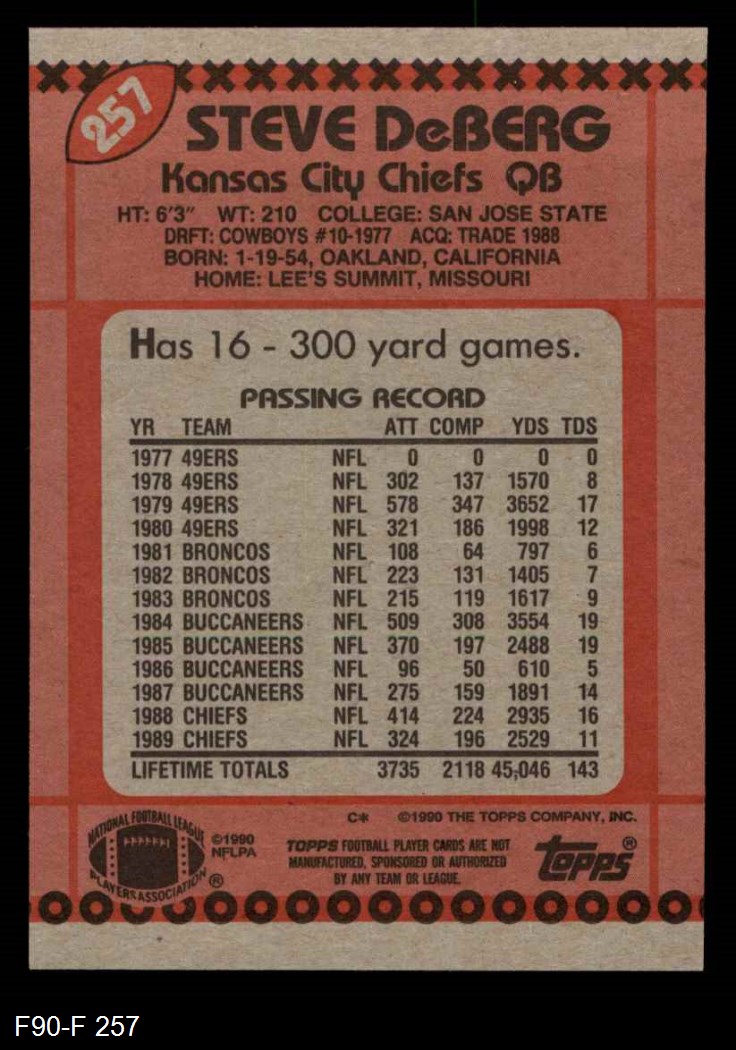 257
STEVE DeBERG
Kansas City Chiefs QB
HT: 6'3" WT: 210 COLLEGE: SAN JOSE STATE
DRFT: COWBOYS #10-1977 ACQ: TRADE 1988
BORN: 1-19-54, OAKLAND, CALIFORNIA
HOME: LEE'S SUMMIT, MISSOURI
Has 16 - 300 yard games.
PASSING RECORD
YR TEAM ATT COMP YDS TDS
1977 49ERS NFL 0 0 0 0
1978 49ERS NFL 302 137 1570 8
1979 49ERS NFL 578 347 3652 17
1980 49ERS NFL 321 186 1998 12
1981 BRONCOS NFL 108 64 797 6
1982 BRONCOS NFL 223 131 1405 7
1983 BRONCOS NFL 215 119 1617 9
1984 BUCCANEERS NFL 509 308 3554 19
1985 BUCCANEERS NFL 370 197 2488 19
1986 BUCCANEERS NFL 96 50 610 5
1987 BUCCANEERS NFL 275 159 1891 14
1988 CHIEFS NFL 414 224 2935 16
1989 CHIEFS NFL 324 196 2529 11
LIFETIME TOTALS 3735 2118 45,046 143
C* ©1990 THE TOPPS COMPANY, INC.
NATIONAL FOOTBALL LEAGUE
PLAYERS ASSOCIATION ®
©1990
NFLPA
TOPPS FOOTBALL PLAYER CARDS ARE NOT
MANUFACTURED, SPONSORED OR AUTHORIZED
BY ANY TEAM OR LEAGUE.
topps®
F90-F 257